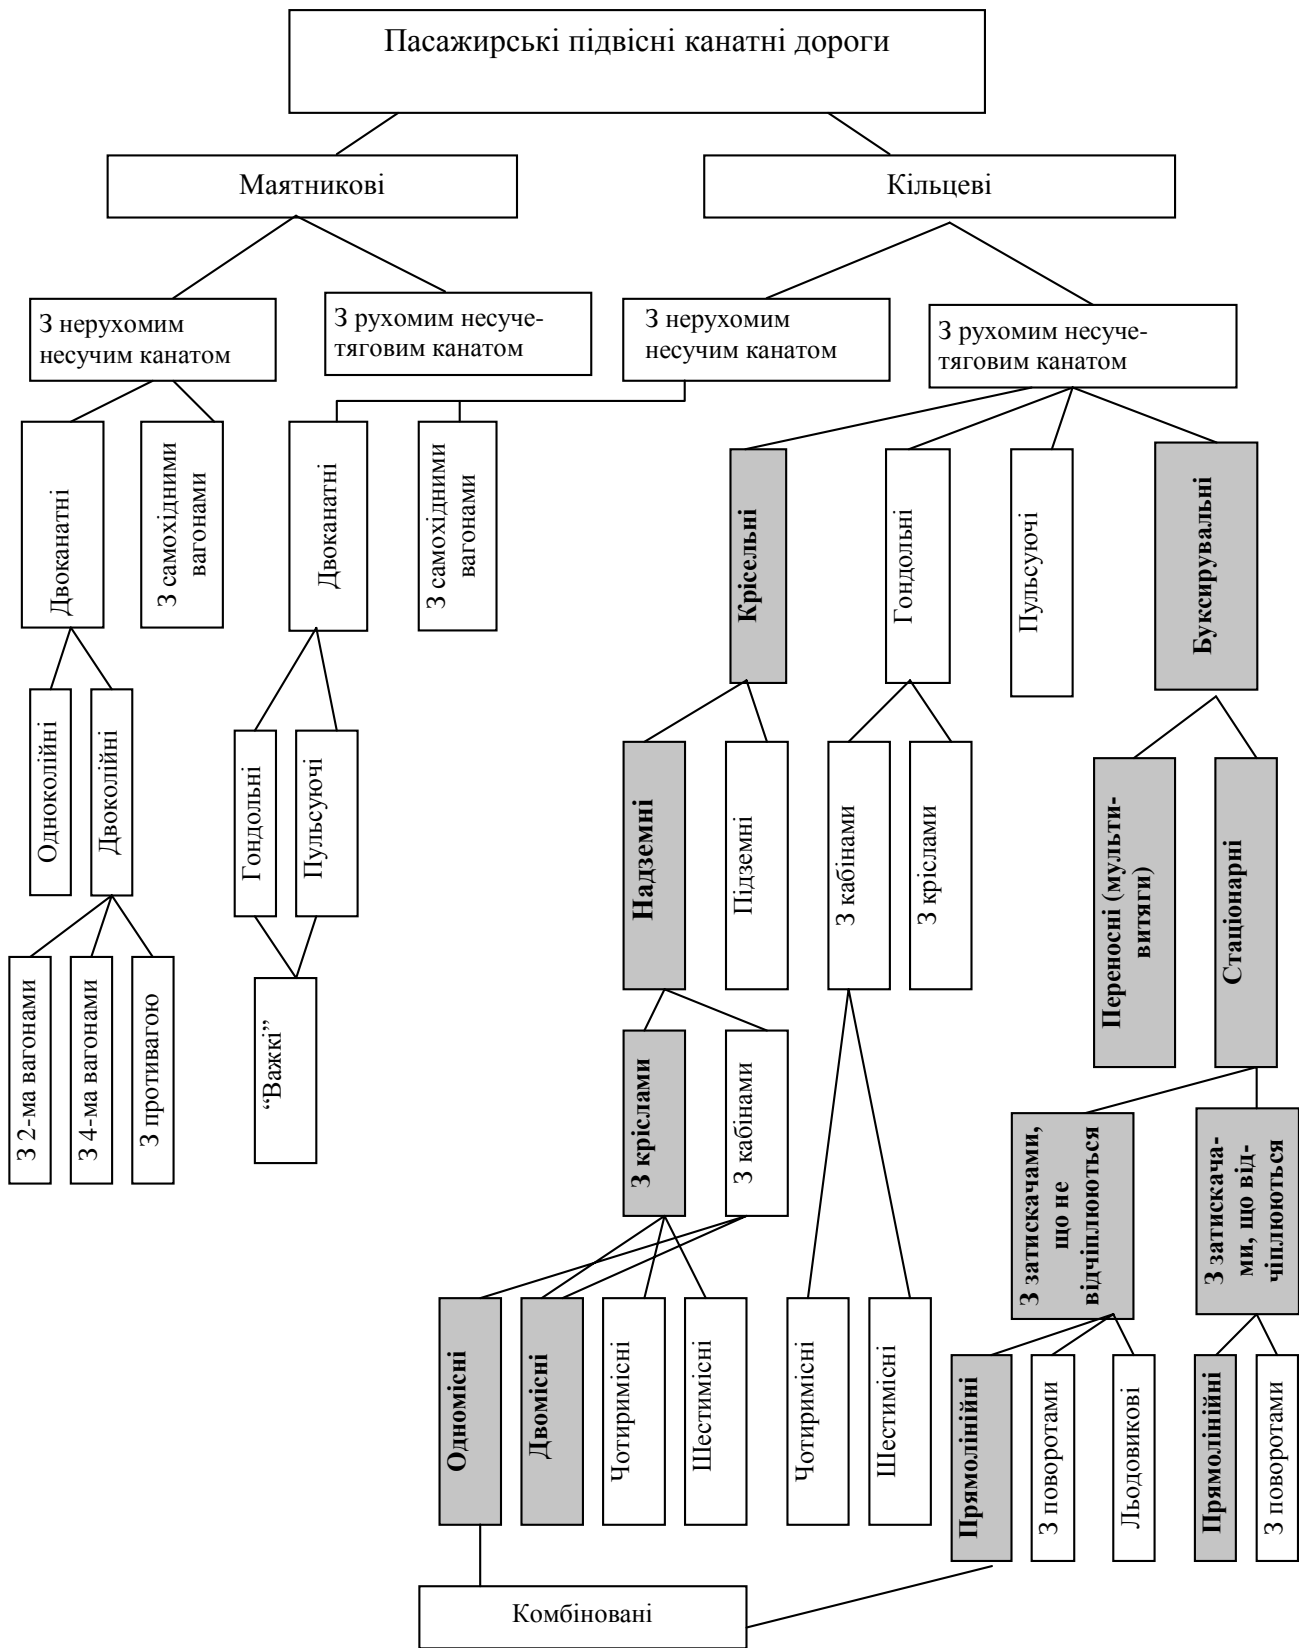 Пасажирські підвісні канатні дороги
Маятникові
Кільцеві
З нерухомим
несучим канатом
З рухомим несуче-
тяговим канатом
З нерухомим
несучим канатом
З рухомим несуче-
тяговим канатом
Двоканатні
З самохідними
вагонами
Двоканатні
З самохідними
вагонами
Крісельні
Гондольні
Пульсуючі
Буксирувальні
Одноколійні
Двоколійні
Гондольні
Пульсуючі
Надземні
Підземні
З кабінами
З кріслами
Переносні (мульти-
витяги)
Стаціонарні
З 2-ма вагонами
З 4-ма вагонами
З противагою
“Важкі”
З кріслами
З кабінами
З затискачами,
що не
відчіплюються
З затискача-
ми, що від-
чіплюються
Одномісні
Двомісні
Чотиримісні
Шестимісні
Чотиримісні
Шестимісні
Прямолінійні
З поворотами
Льодовикові
Прямолінійні
З поворотами
Комбіновані